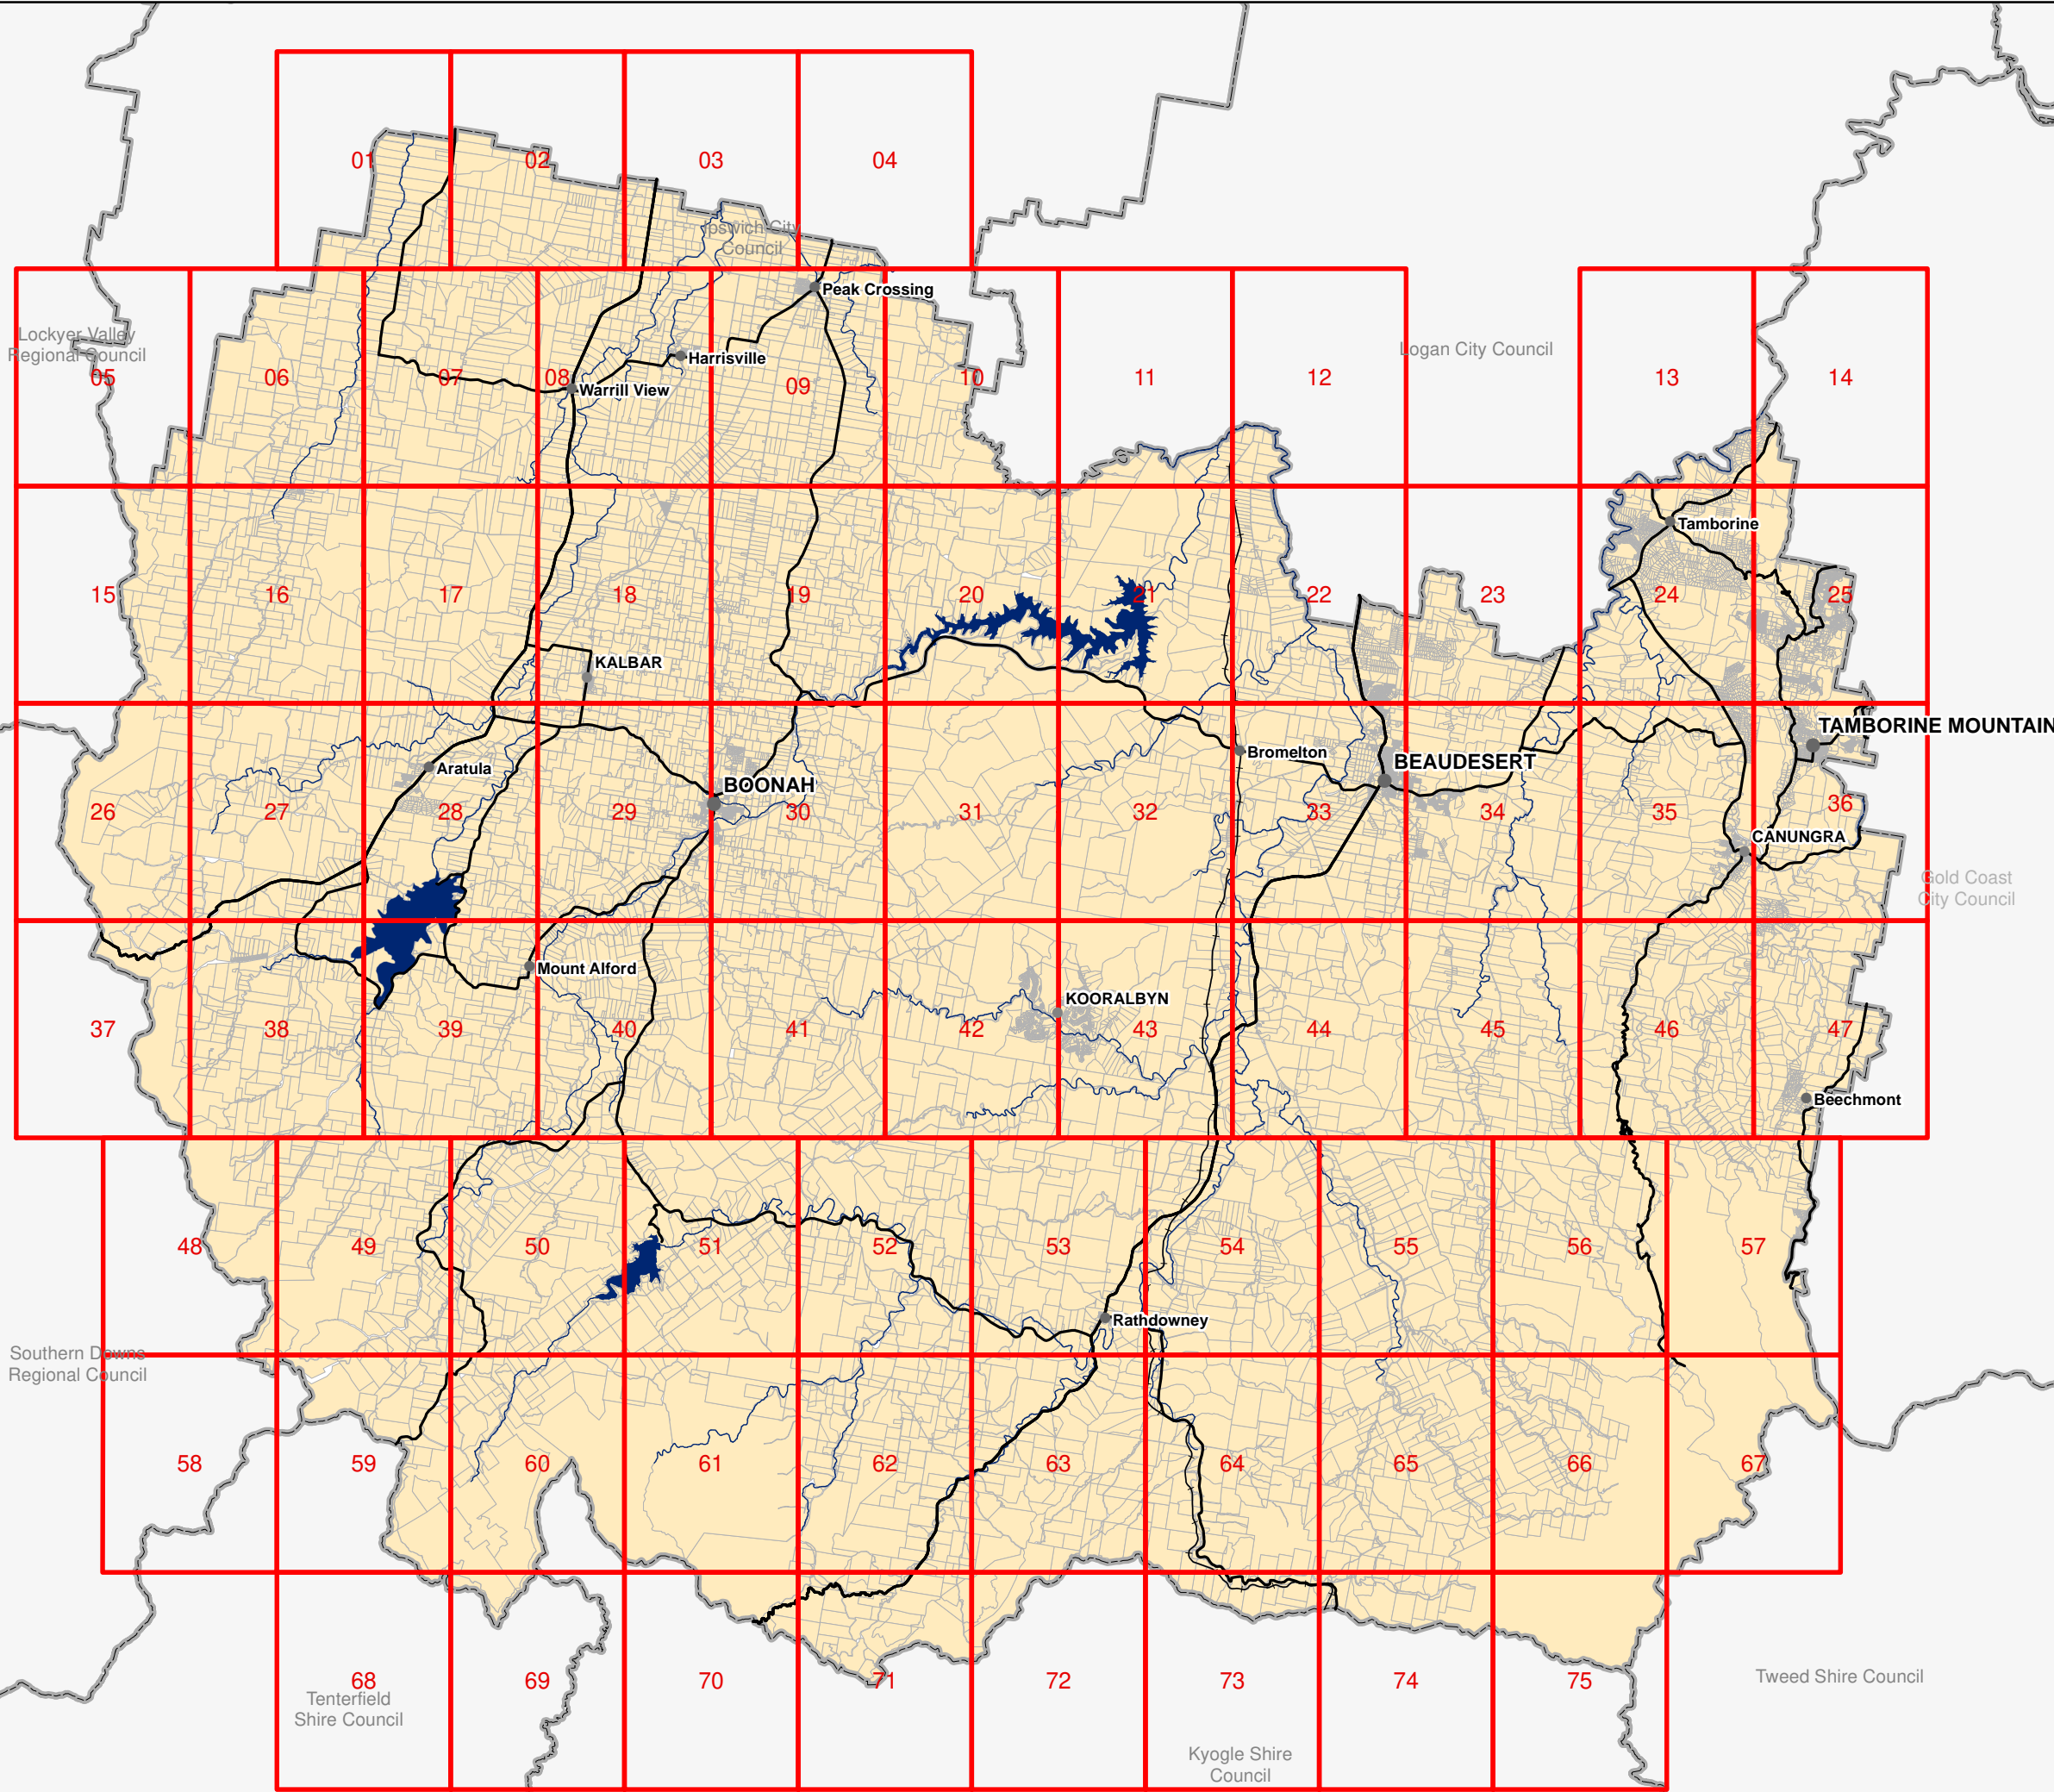 01
02
03
04
Ipswich City
Council
Peak Crossing
Lockyer Valley
Regional Council
Harrisville
Logan City Council
05
06
07
08
Warrill View
09
10
11
12
13
14
Tamborine
15
16
17
18
19
20
21
22
23
24
25
KALBAR
TAMBORINE MOUNTAIN
Bromelton
BEAUDESERT
Aratula
BOONAH
26
27
28
29
30
31
32
33
34
35
36
CANUNGRA
Gold Coast
City Council
Mount Alford
KOORALBYN
37
38
39
40
41
42
43
44
45
46
47
Beechmont
48
49
50
51
52
53
54
55
56
57
Rathdowney
Southern Downs
Regional Council
58
59
60
61
62
63
64
65
66
67
68
69
70
71
72
73
74
75
Tweed Shire Council
Tenterfield
Shire Council
Kyogle Shire
Council